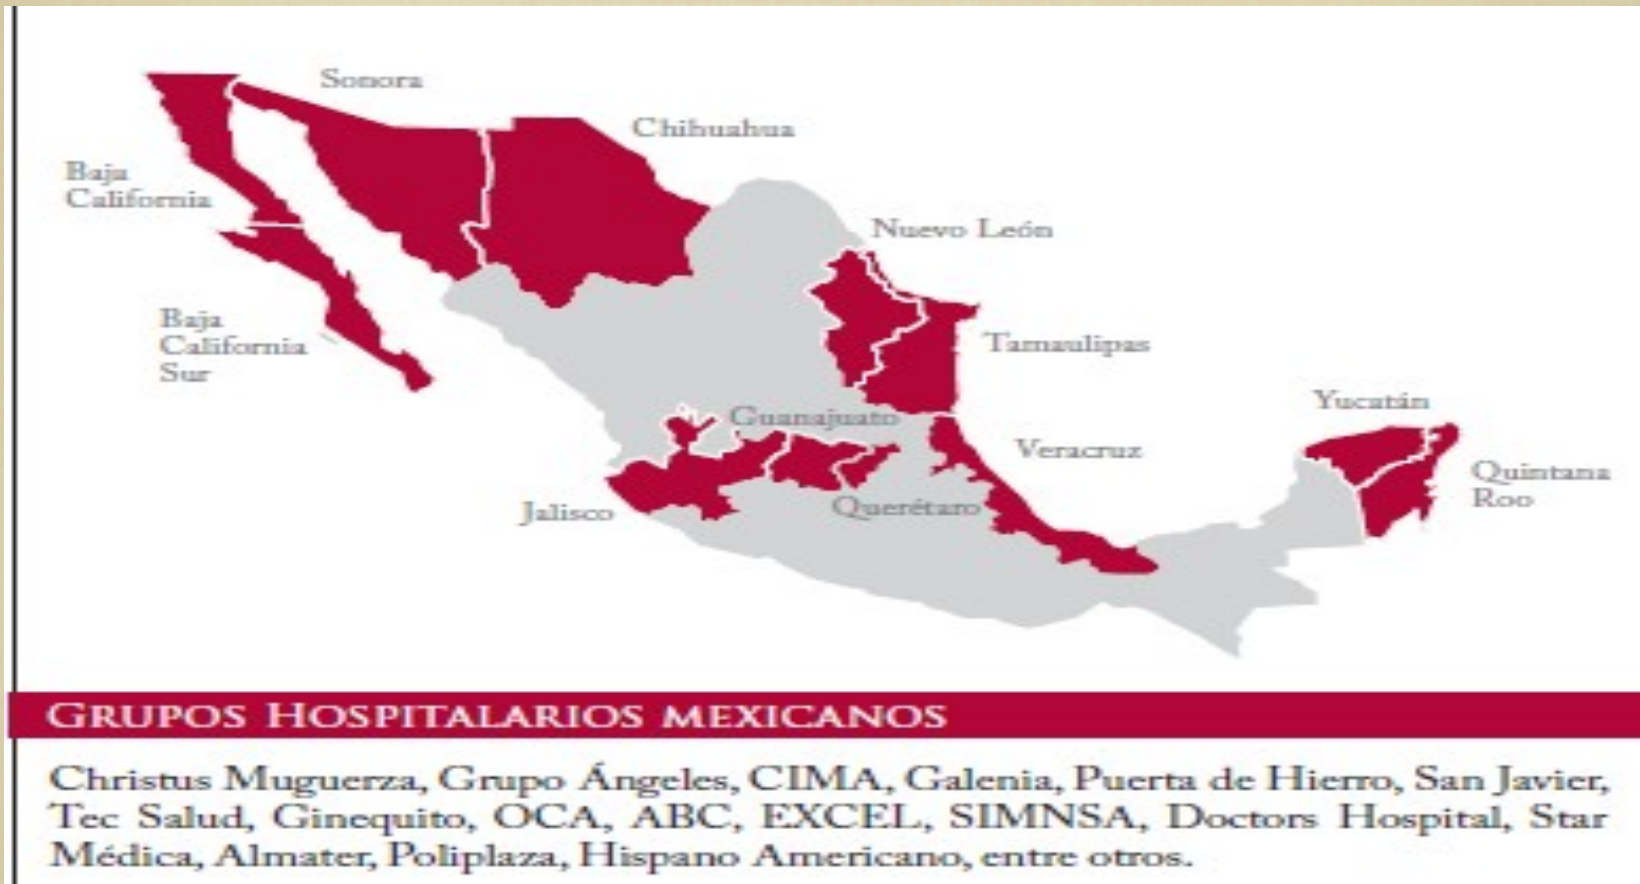 Sonora
Chihuahua
Baja
California
Nuevo León
Baja
California
Sur
Tamaulipas
Yucatán
Guanajuato
Veracruz
Quintana
Roo
Jalisco
Querétaro
GRUPOS HOSPITALARIOS MEXICANOS
Christus Muguerza, Grupo Ángeles, CIMA, Galenia, Puerta de Hierro, San Javier,
Tec Salud, Ginequito, OCA, ABC, EXCEL, SIMNSA, Doctors Hospital, Star
Médica, Almater, Poliplaza, Hispano Americano, entre otros.